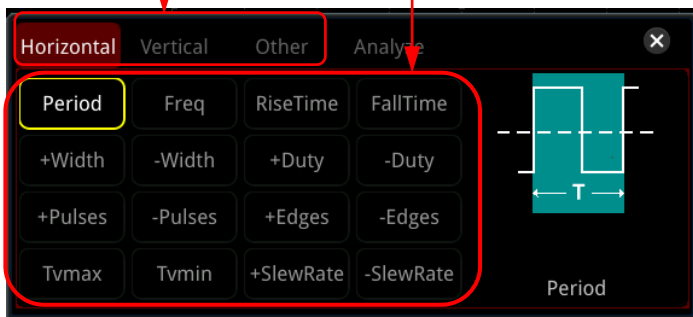 Horizontal Vertical Other Analyze
Period Freq RiseTime FallTime
+Width -Width +Duty -Duty
+Pulses -Pulses +Edges -Edges
Tvmax Tvmin +SlewRate -SlewRate
T
Period